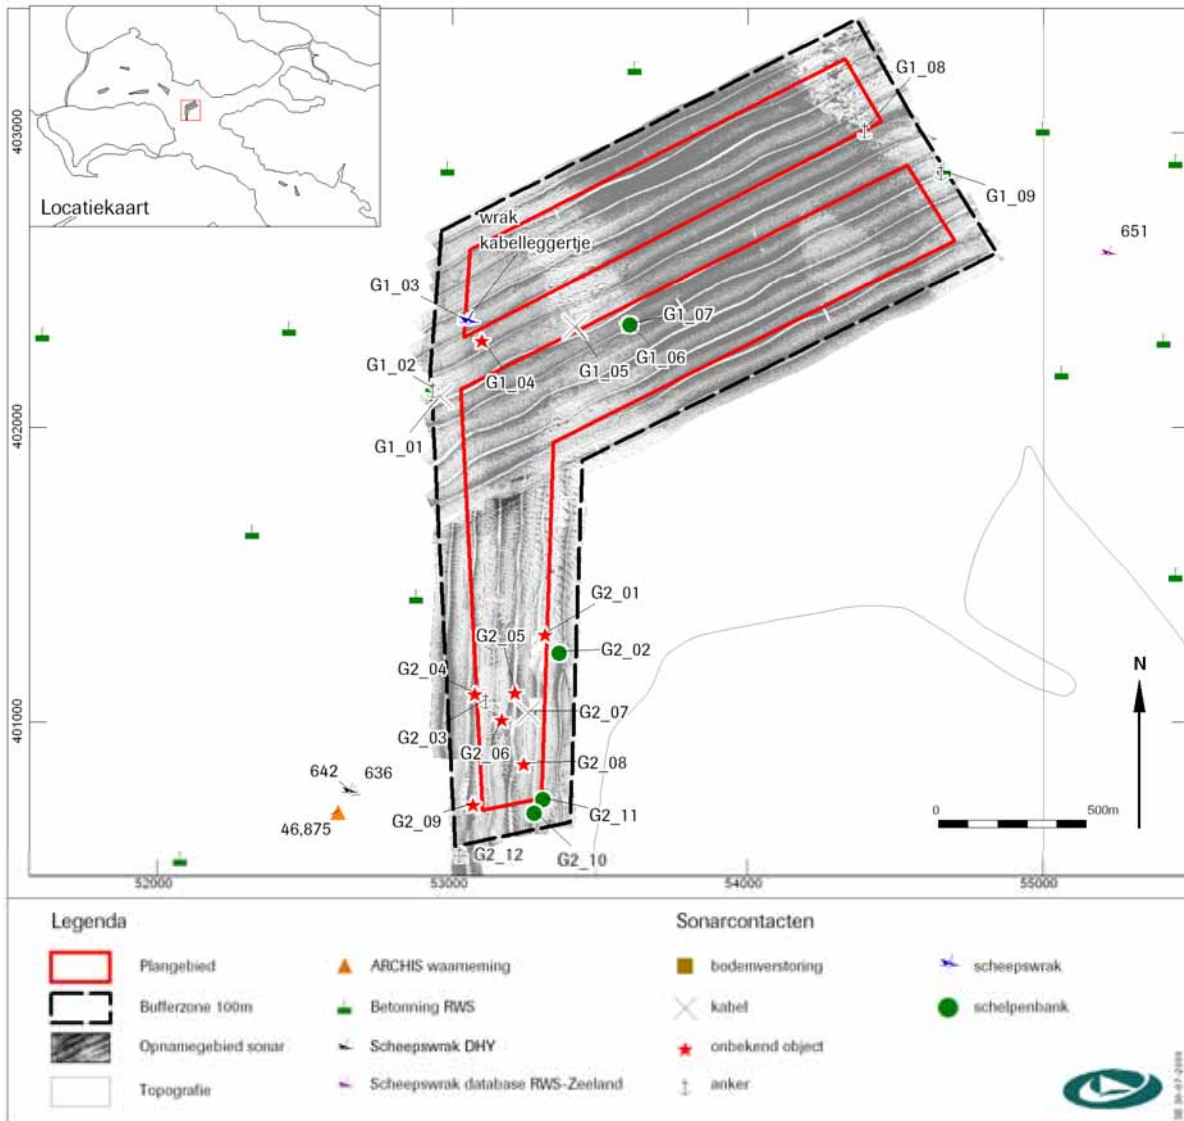 Locatiekaart
403000
402000
401000
G1_08
G1_09
651
wrak
kabelleggertje
G1_03
G1_07
G1_06
G1_05
G1_04
G1_02
G1_01
G2_01
G2_05
G2_02
G2_04
G2_07
G2_03
G2_06
G2_08
642
636
46,875
G2_09
G2_11
G2_12
G2_10
N
0
500m
52000
53000
54000
55000
Legenda
Plangebied
Bufferzone 100m
Opnamegebied sonar
Topografie
ARCHIS waarneming
Betonning RWS
Scheepswrak DHY
Scheepswrak database RWS-Zeeland
Sonarcontacten
bodemverstoring
kabel
onbekend object
anker
scheepswrak
schelpenbank